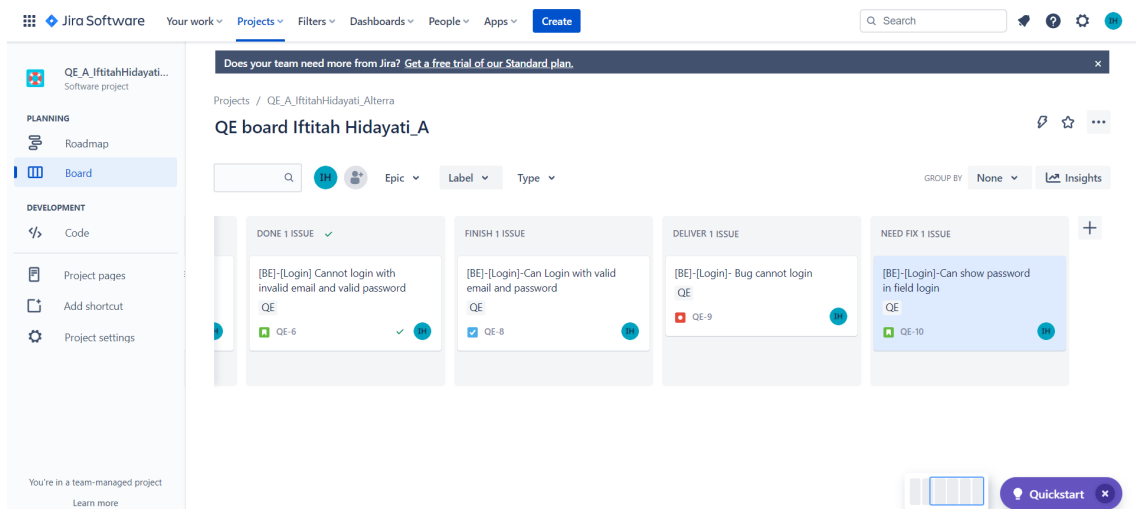 Jira Software
Your work
Projects
Filters
Dashboards
People
Apps
Create
Search
IH
QE_A_IftitahHidayati...
Software project
PLANNING
Roadmap
Board
DEVELOPMENT
Code
Project pages
Add shortcut
Project settings
You're in a team-managed project
Learn more
Does your team need more from Jira? Get a free trial of our Standard plan.
Projects / QE_A_IftitahHidayati_Alterra
QE board Iftitah Hidayati_A
IH
Epic
Label
Type
GROUP BY
None
Insights
DONE 1 ISSUE
[BE]-[Login] Cannot login with
invalid email and valid password
QE
QE-6
IH
FINISH 1 ISSUE
[BE]-[Login]-Can Login with valid
email and password
QE
QE-8
IH
DELIVER 1 ISSUE
[BE]-[Login]- Bug cannot login
QE
QE-9
IH
NEED FIX 1 ISSUE
[BE]-[Login]-Can show password
in field login
QE
QE-10
IH
Quickstart